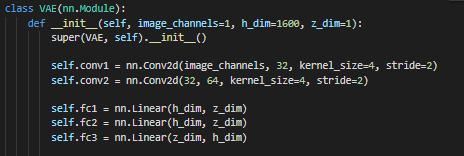 class VAE(nn.Module):
def __init__(self, image_channels=1, h_dim=1600, z_dim=1):
super(VAE, self).__init__()
self.conv1 = nn.Conv2d(image_channels, 32, kernel_size=4, stride=2)
self.conv2 = nn.Conv2d(32, 64, kernel_size=4, stride=2)
self.fc1 = nn.Linear(h_dim, z_dim)
self.fc2 = nn.Linear(h_dim, z_dim)
self.fc3 = nn.Linear(z_dim, h_dim)